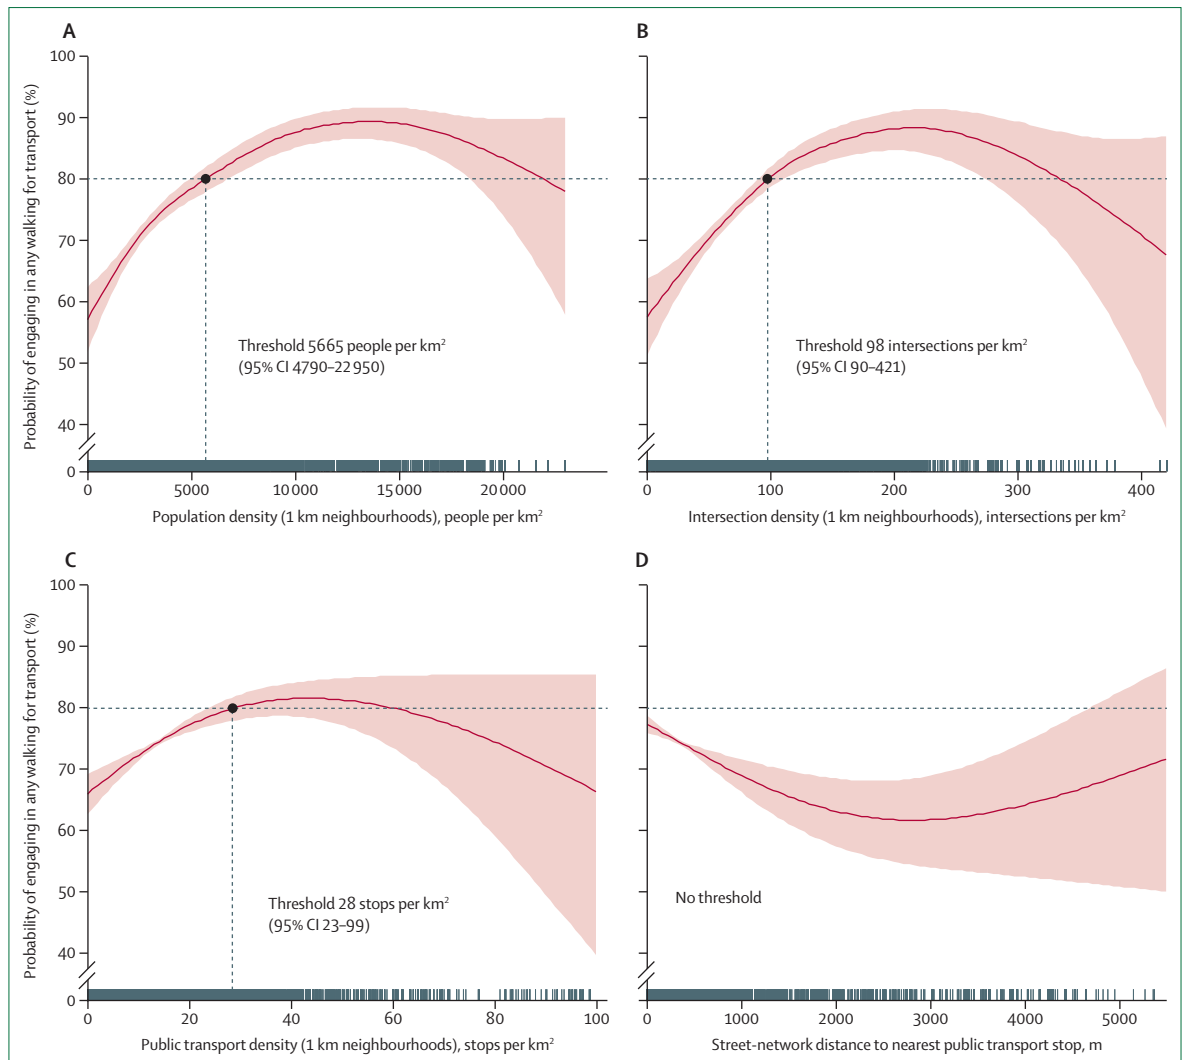 A
Probability of engaging in any walking for transport (%)
100
90
80
70
60
50
40
0
Threshold 5665 people per km²
(95% CI 4790–22 950)
0 5000 10000 15000 20000
Population density (1 km neighbourhoods), people per km²
B
Threshold 98 intersections per km²
(95% CI 90–421)
0 100 200 300 400
Intersection density (1 km neighbourhoods), intersections per km²
C
Probability of engaging in any walking for transport (%)
100
90
80
70
60
50
40
0
Threshold 28 stops per km²
(95% CI 23–99)
0 20 40 60 80 100
Public transport density (1 km neighbourhoods), stops per km²
D
No threshold
0 1000 2000 3000 4000 5000
Street-network distance to nearest public transport stop, m